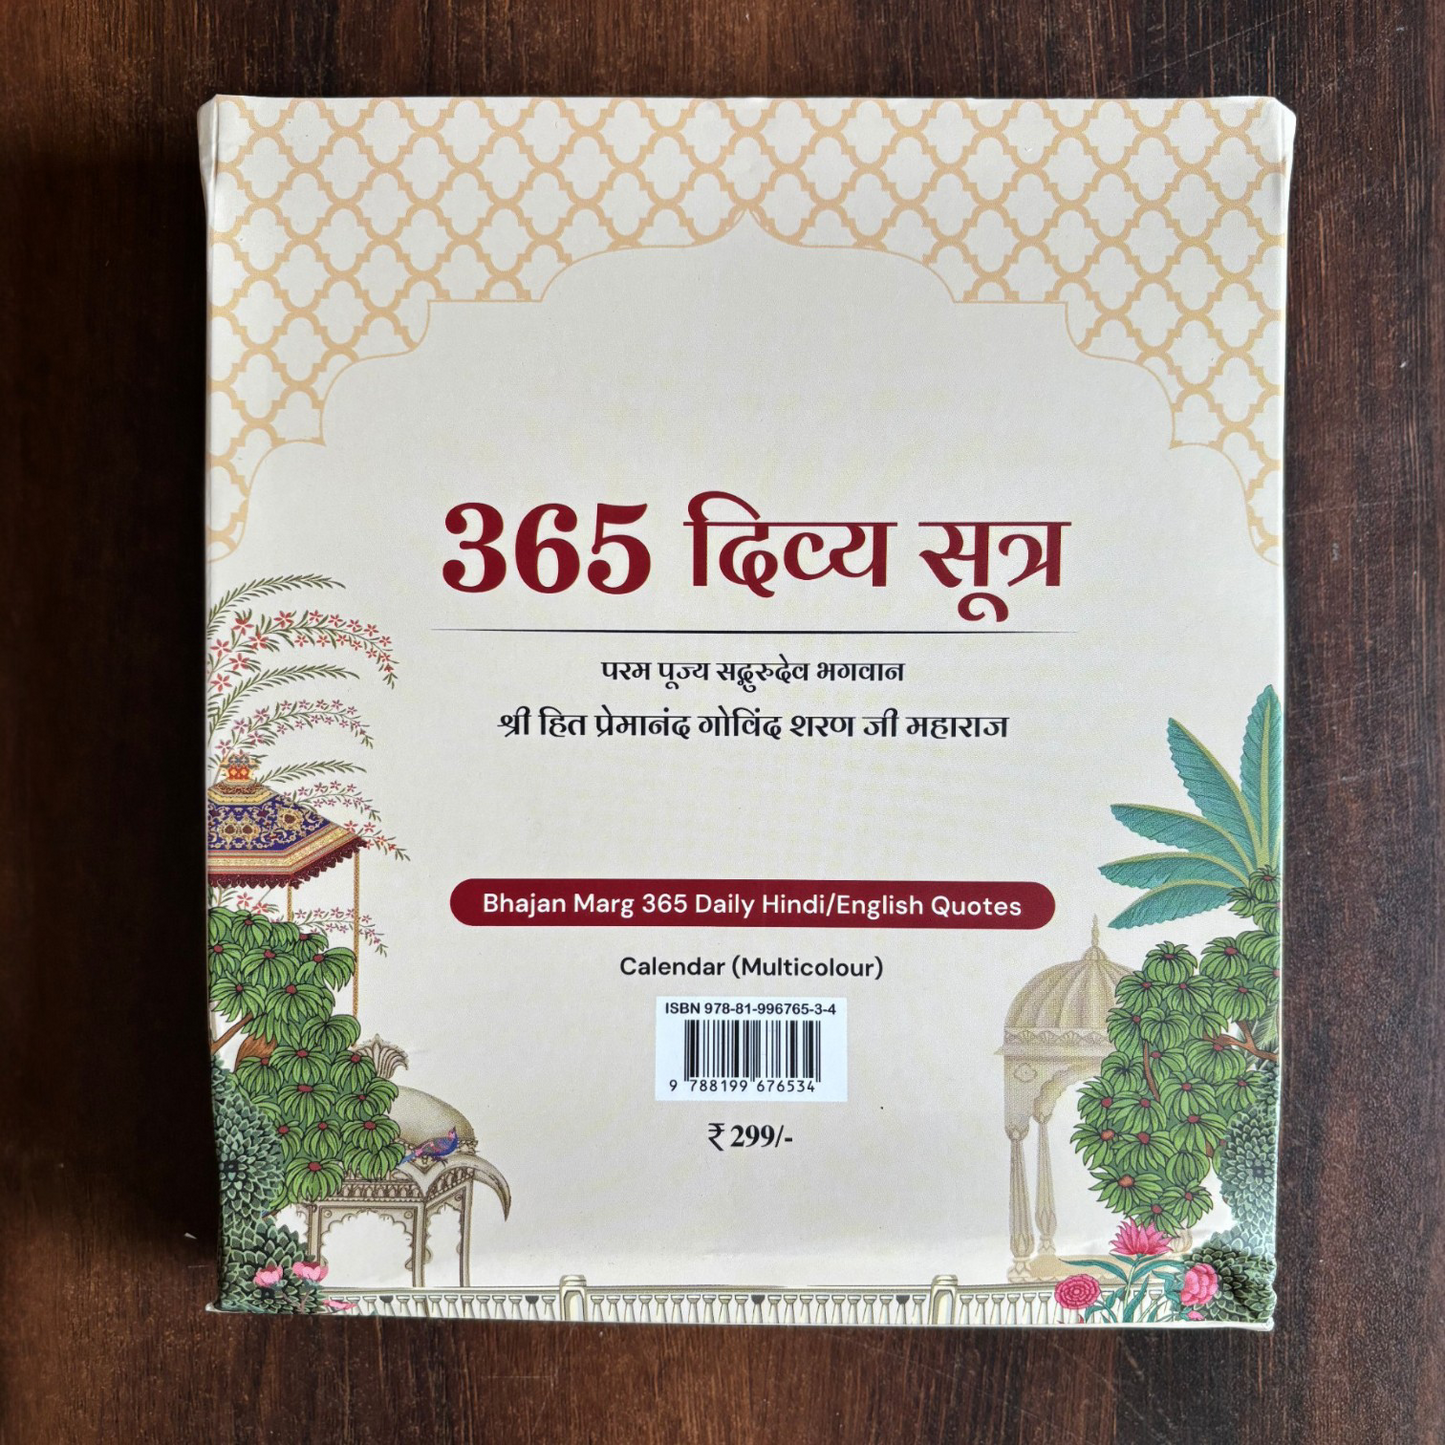 365 दिव्य सूत्र
परम पूज्य सद्गुरुदेव भगवान
श्री हित प्रेमानंद गोविंद शरण जी महाराज
Bhajan Marg 365 Daily Hindi/English Quotes
Calendar (Multicolour)
ISBN 978-81-996765-3-4
9 788199 676534
₹ 299/-